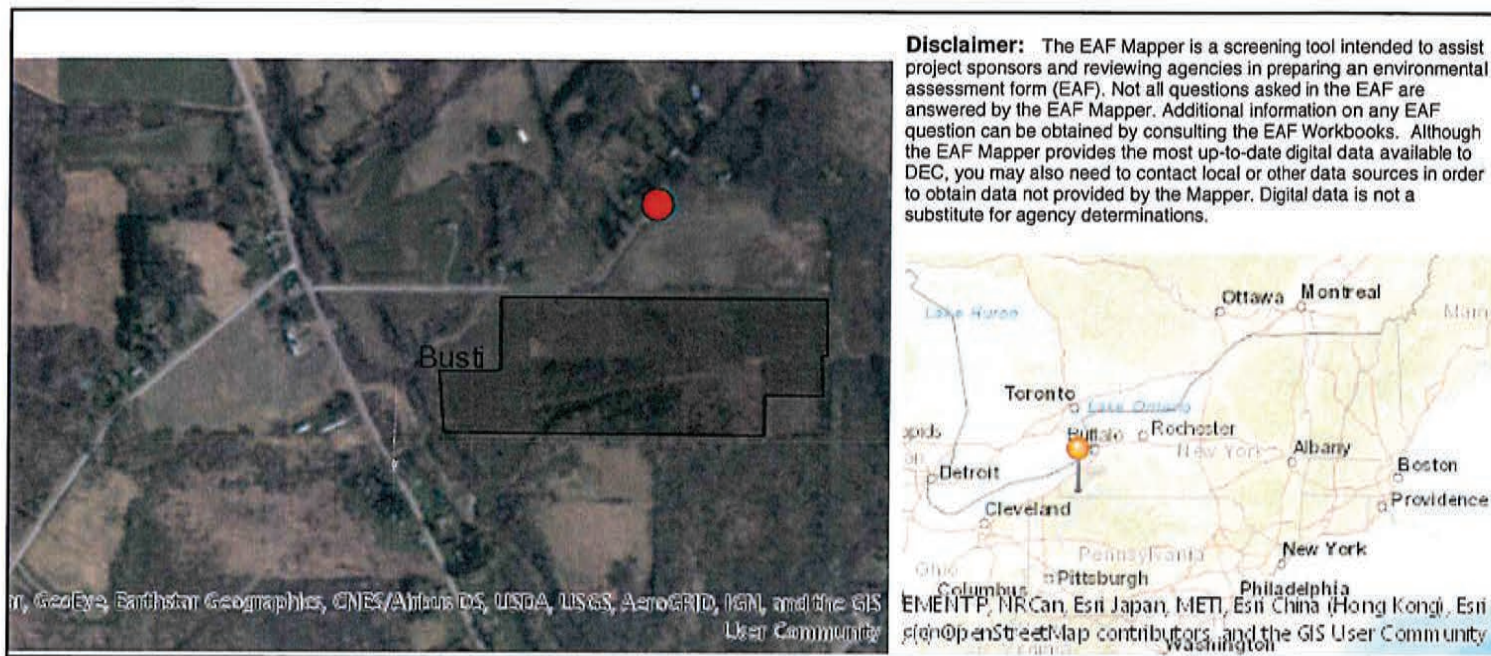 Disclaimer: The EAF Mapper is a screening tool intended to assist
project sponsors and reviewing agencies in preparing an environmental
assessment form (EAF). Not all questions asked in the EAF are
answered by the EAF Mapper. Additional information on any EAF
question can be obtained by consulting the EAF Workbooks. Although
the EAF Mapper provides the most up-to-date digital data available to
DEC, you may also need to contact local or other data sources in order
to obtain data not provided by the Mapper. Digital data is not a
substitute for agency determinations.
Busti
r, GeoEye, Earthstar Geographics, CNES/Airbus DS, USDA, USGS, AeroGRID, IGN, and the GIS
User Community
Lake Huron
Ottawa
Montreal
Main
Toronto
Lake Ontario
apids
Buffalo
Rochester
New York
Albany
Detroit
Boston
Providence
Cleveland
Pennsylvania
New York
Ohio
Pittsburgh
Columbus
Philadelphia
EMENT P, NRCan, Esri Japan, METI, Esri China (Hong Kong), Esri
OpenStreetMap contributors, and the GIS User Community
Washington